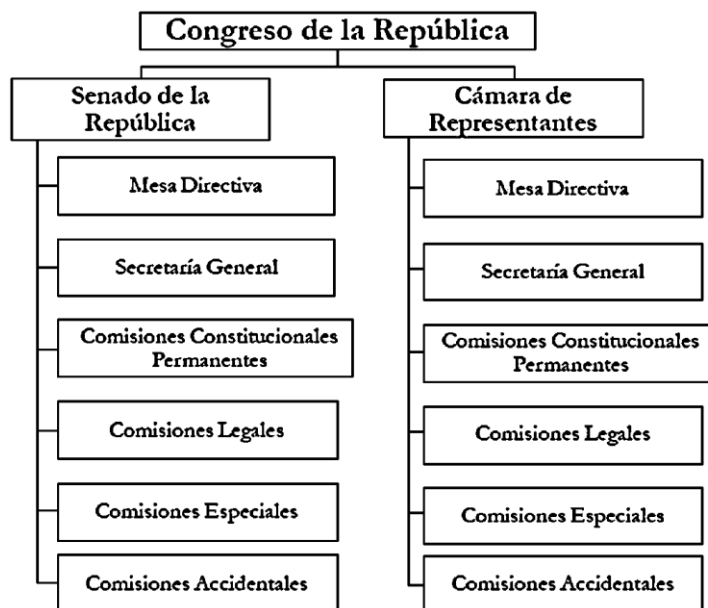 Congreso de la República
Senado de la
República
Mesa Directiva
Secretaría General
Comisiones Constitucionales
Permanentes
Comisiones Legales
Comisiones Especiales
Comisiones Accidentales
Cámara de
Representantes
Mesa Directiva
Secretaría General
Comisiones Constitucionales
Permanentes
Comisiones Legales
Comisiones Especiales
Comisiones Accidentales